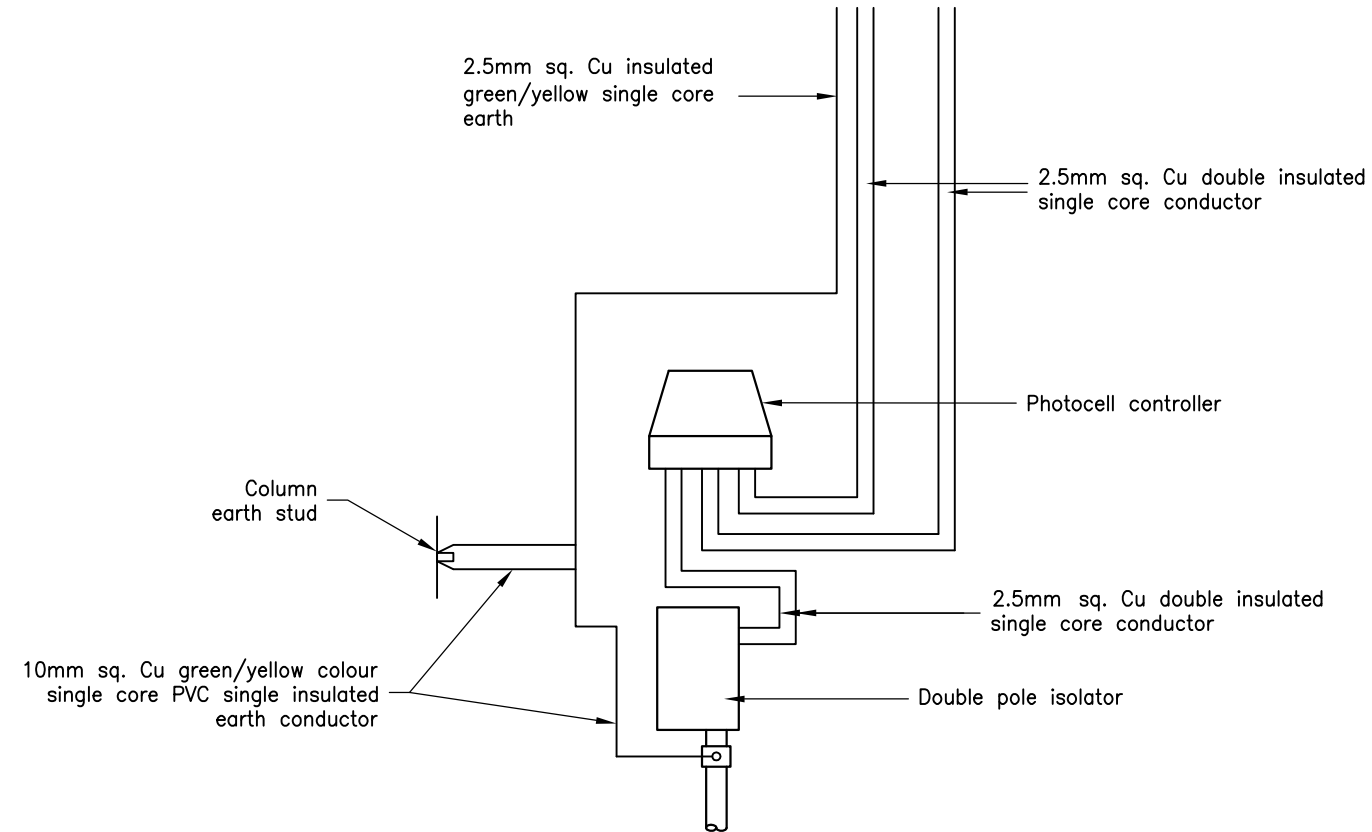 2.5mm sq. Cu insulated
green/yellow single core
earth
2.5mm sq. Cu double insulated
single core conductor
Photocell controller
Column
earth stud
2.5mm sq. Cu double insulated
single core conductor
10mm sq. Cu green/yellow colour
single core PVC single insulated
earth conductor
Double pole isolator